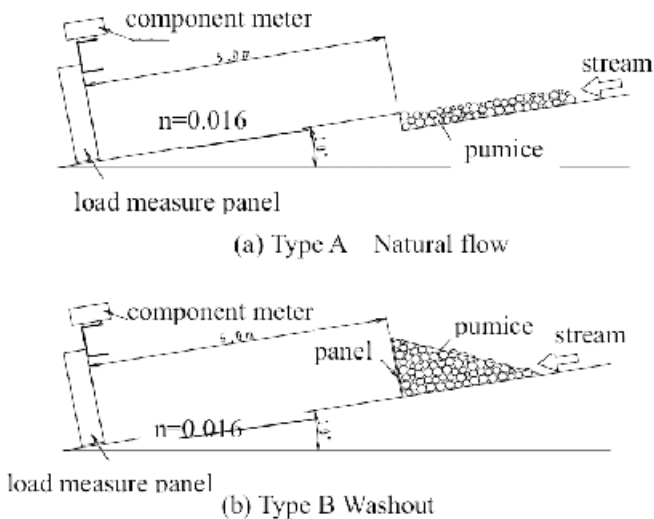 component meter
stream
n=0.016
pumice
load measure panel
(a) Type A Natural flow
component meter
pumice
stream
panel
n=0.016
load measure panel
(b) Type B Washout